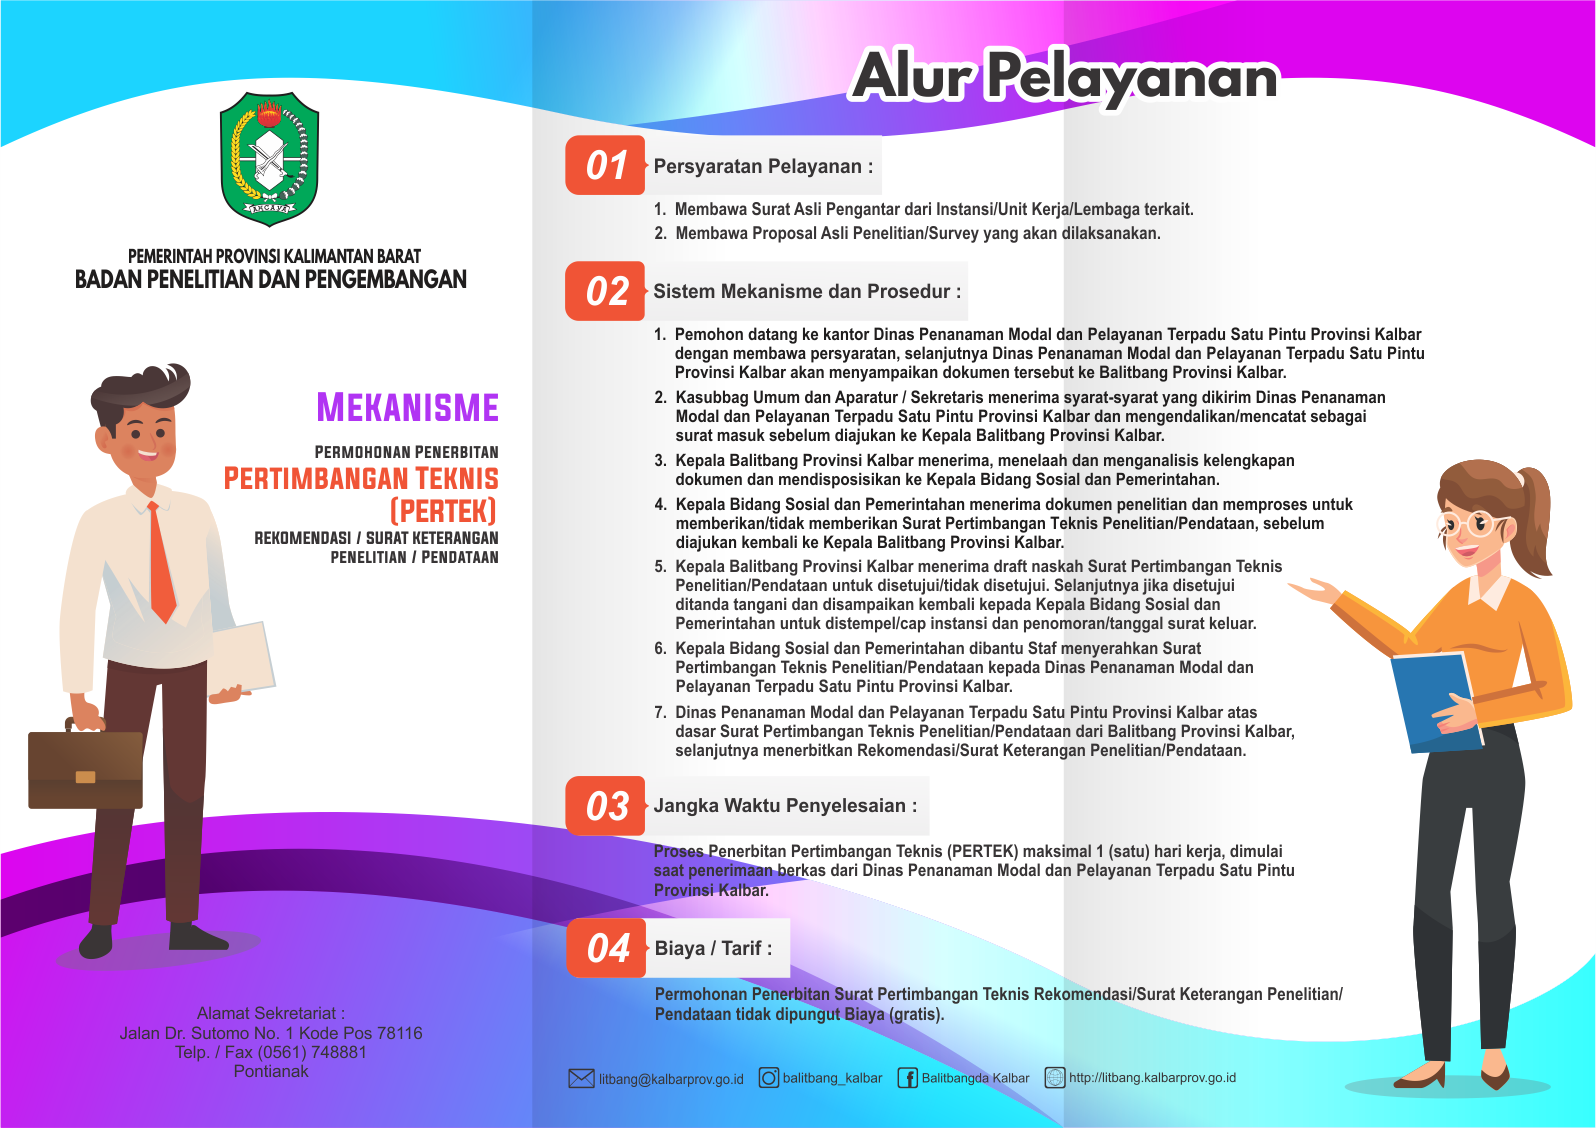 AKCAYA
PEMERINTAH PROVINSI KALIMANTAN BARAT
BADAN PENELITIAN DAN PENGEMBANGAN
MEKANISME
PERMOHONAN PENERBITAN
PERTIMBANGAN TEKNIS
(PERTEK)
REKOMENDASI / SURAT KETERANGAN
PENELITIAN / PENDATAAN
Alamat Sekretariat :
Jalan Dr. Sutomo No. 1 Kode Pos 78116
Telp. / Fax (0561) 748881
Pontianak
Alur Pelayanan
01 Persyaratan Pelayanan :
1. Membawa Surat Asli Pengantar dari Instansi/Unit Kerja/Lembaga terkait.
2. Membawa Proposal Asli Penelitian/Survey yang akan dilaksanakan.
02 Sistem Mekanisme dan Prosedur :
1. Pemohon datang ke kantor Dinas Penanaman Modal dan Pelayanan Terpadu Satu Pintu Provinsi Kalbar
dengan membawa persyaratan, selanjutnya Dinas Penanaman Modal dan Pelayanan Terpadu Satu Pintu
Provinsi Kalbar akan menyampaikan dokumen tersebut ke Balitbang Provinsi Kalbar.
2. Kasubbag Umum dan Aparatur / Sekretaris menerima syarat-syarat yang dikirim Dinas Penanaman
Modal dan Pelayanan Terpadu Satu Pintu Provinsi Kalbar dan mengendalikan/mencatat sebagai
surat masuk sebelum diajukan ke Kepala Balitbang Provinsi Kalbar.
3. Kepala Balitbang Provinsi Kalbar menerima, menelaah dan menganalisis kelengkapan
dokumen dan mendisposisikan ke Kepala Bidang Sosial dan Pemerintahan.
4. Kepala Bidang Sosial dan Pemerintahan menerima dokumen penelitian dan memproses untuk
memberikan/tidak memberikan Surat Pertimbangan Teknis Penelitian/Pendataan, sebelum
diajukan kembali ke Kepala Balitbang Provinsi Kalbar.
5. Kepala Balitbang Provinsi Kalbar menerima draft naskah Surat Pertimbangan Teknis
Penelitian/Pendataan untuk disetujui/tidak disetujui. Selanjutnya jika disetujui
ditanda tangani dan disampaikan kembali kepada Kepala Bidang Sosial dan
Pemerintahan untuk distempel/cap instansi dan penomoran/tanggal surat keluar.
6. Kepala Bidang Sosial dan Pemerintahan dibantu Staf menyerahkan Surat
Pertimbangan Teknis Penelitian/Pendataan kepada Dinas Penanaman Modal dan
Pelayanan Terpadu Satu Pintu Provinsi Kalbar.
7. Dinas Penanaman Modal dan Pelayanan Terpadu Satu Pintu Provinsi Kalbar atas
dasar Surat Pertimbangan Teknis Penelitian/Pendataan dari Balitbang Provinsi Kalbar,
selanjutnya menerbitkan Rekomendasi/Surat Keterangan Penelitian/Pendataan.
03 Jangka Waktu Penyelesaian :
Proses Penerbitan Pertimbangan Teknis (PERTEK) maksimal 1 (satu) hari kerja, dimulai
saat penerimaan berkas dari Dinas Penanaman Modal dan Pelayanan Terpadu Satu Pintu
Provinsi Kalbar.
04 Biaya / Tarif :
Permohonan Penerbitan Surat Pertimbangan Teknis Rekomendasi/Surat Keterangan Penelitian/
Pendataan tidak dipungut Biaya (gratis).
litbang@kalbarprov.go.id balitbang_kalbar Balitbangda Kalbar http://litbang.kalbarprov.go.id